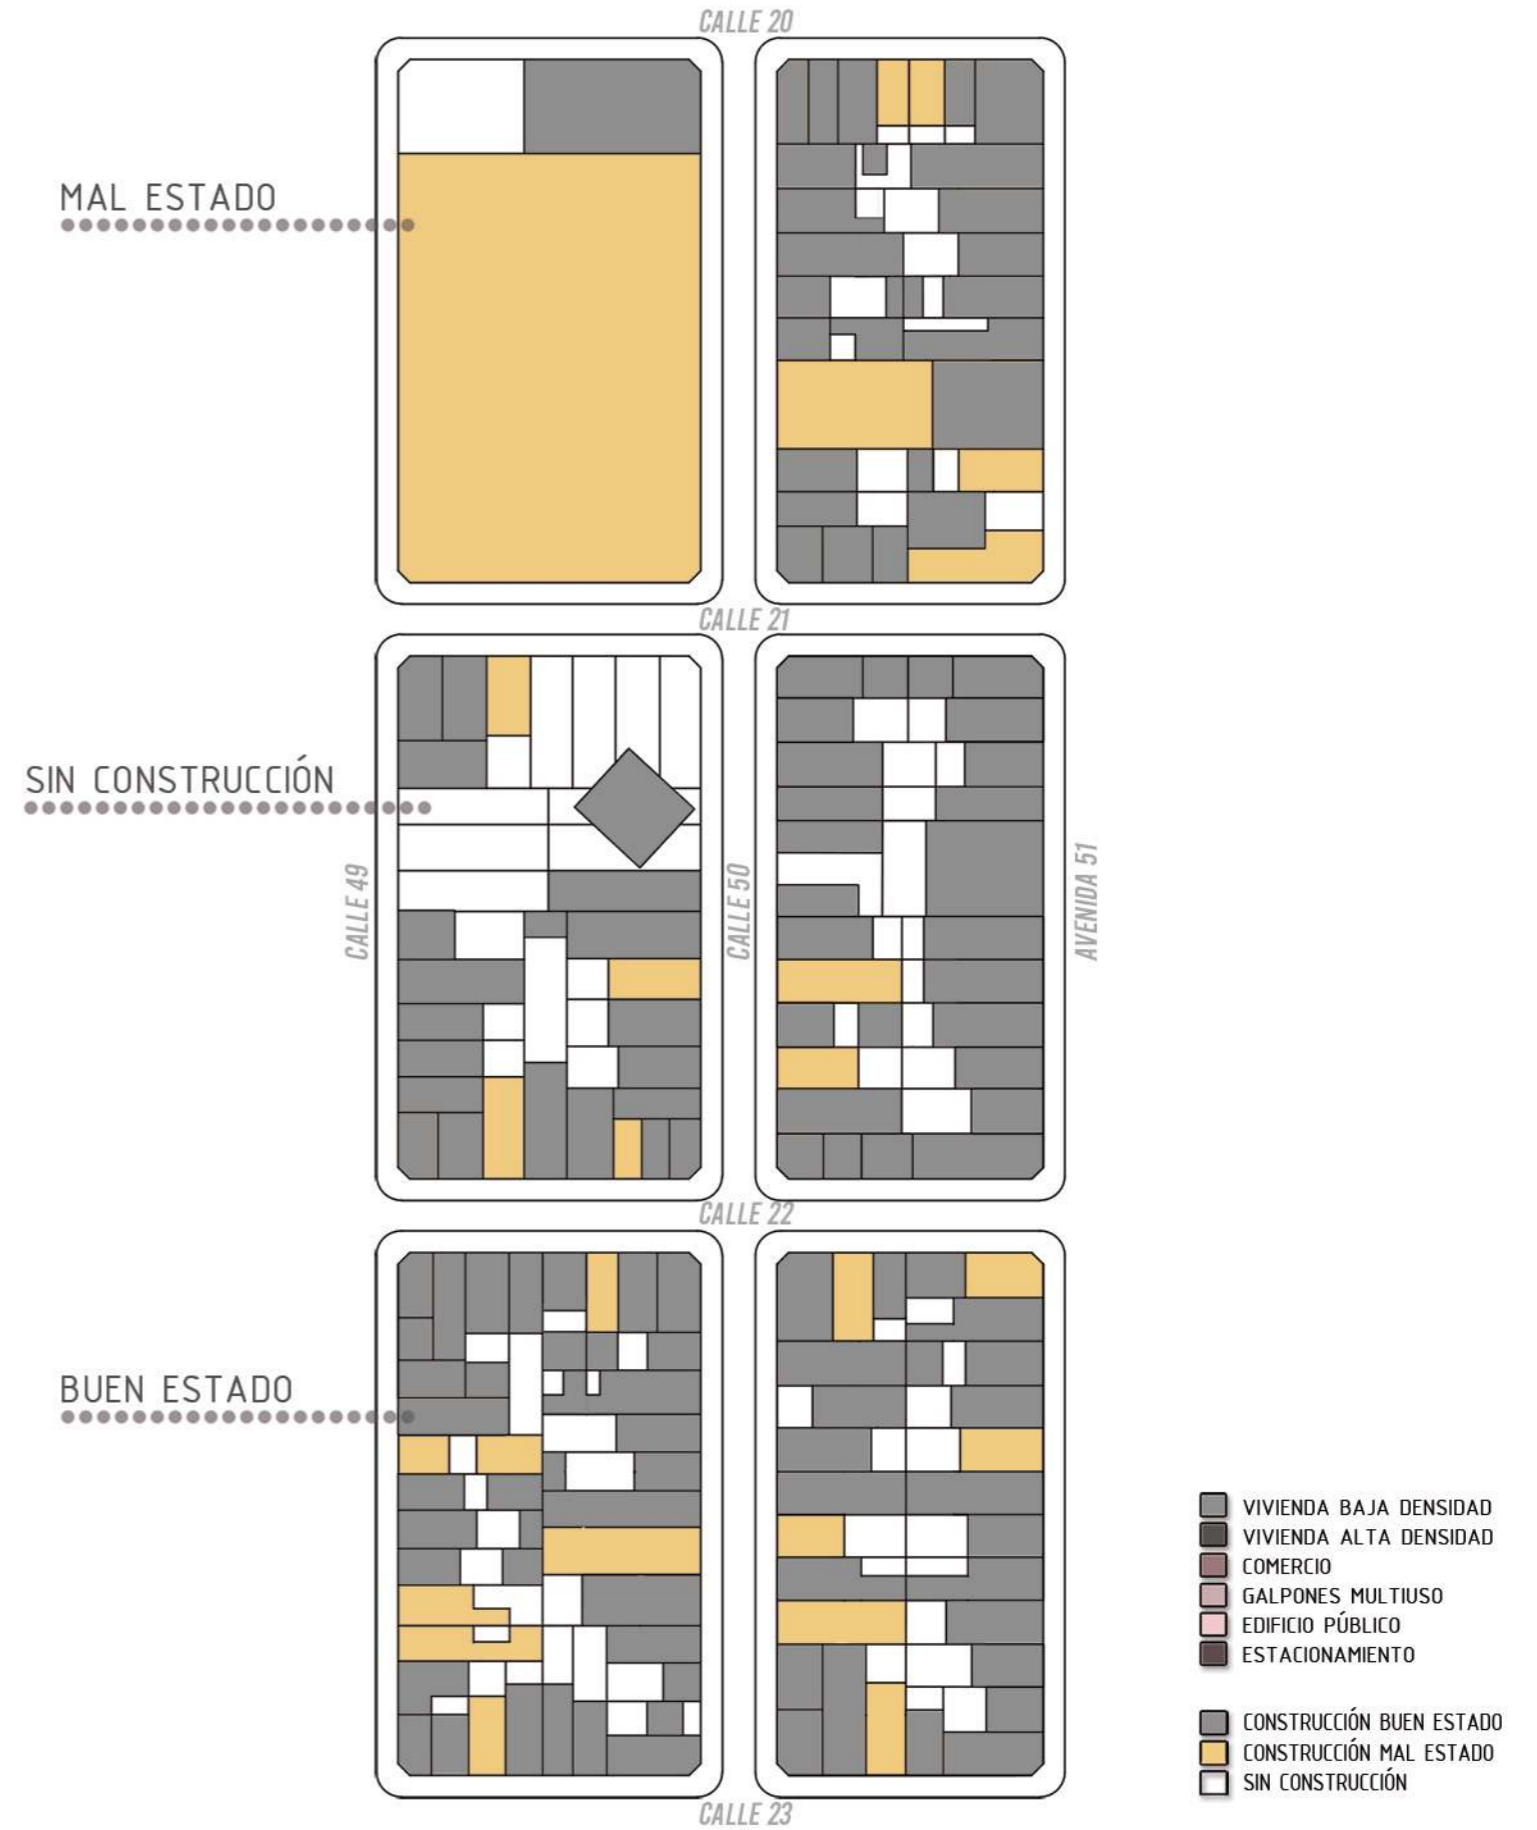 CALLE 20
MAL ESTADO
CALLE 21
SIN CONSTRUCCIÓN
CALLE 49
CALLE 50
AVENIDA 51
CALLE 22
BUEN ESTADO
VIVIENDA BAJA DENSIDAD
VIVIENDA ALTA DENSIDAD
COMERCIO
GALPONES MULTIUSO
EDIFICIO PÚBLICO
ESTACIONAMIENTO
CONSTRUCCIÓN BUEN ESTADO
CONSTRUCCIÓN MAL ESTADO
SIN CONSTRUCCIÓN
CALLE 23